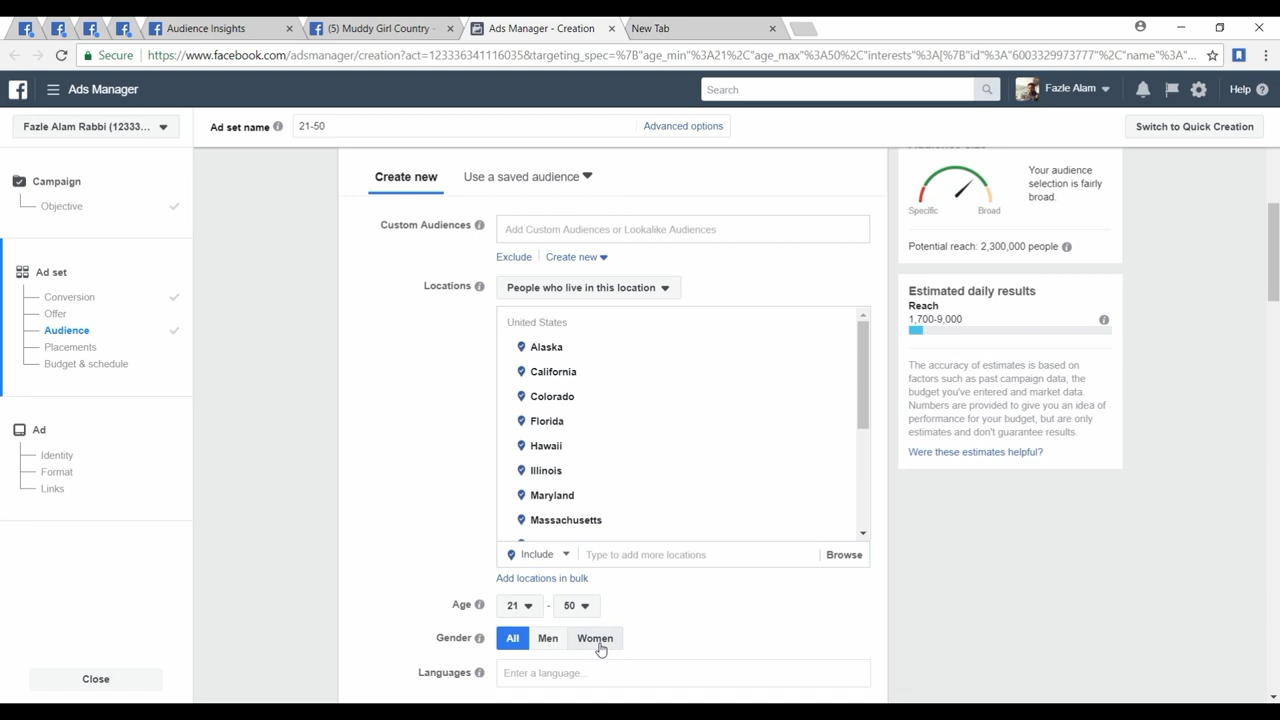 Audience Insights
(5) Muddy Girl Country -
Ads Manager - Creation
New Tab
Secure
https://www.facebook.com/adsmanager/creation?act=123336341116035&targeting_spec=%7B"age_min"%3A21%2C"age_max"%3A50%2C"interests"%3A[%7B"id"%3A"6003329973777"%2C"name"%3A"...
Ads Manager
Search
Fazle Alam
Help
Fazle Alam Rabbi (12333...
Ad set name
21-50
Advanced options
Switch to Quick Creation
Campaign
Objective
Ad set
Conversion
Offer
Audience
Placements
Budget & schedule
Ad
Identity
Format
Links
Close
Create new
Use a saved audience
Custom Audiences
Add Custom Audiences or Lookalike Audiences
Exclude
Create new
Locations
People who live in this location
United States
Alaska
California
Colorado
Florida
Hawaii
Illinois
Maryland
Massachusetts
Include
Type to add more locations
Browse
Add locations in bulk
Age
21 - 50
Gender
All Men Women
Languages
Enter a language...
Your audience
selection is fairly
broad.
Specific
Broad
Potential reach: 2,300,000 people
Estimated daily results
Reach
1,700-9,000
The accuracy of estimates is based on
factors such as past campaign data, the
budget you've entered and market data.
Numbers are provided to give you an idea of
performance for your budget, but are only
estimates and don't guarantee results.
Were these estimates helpful?